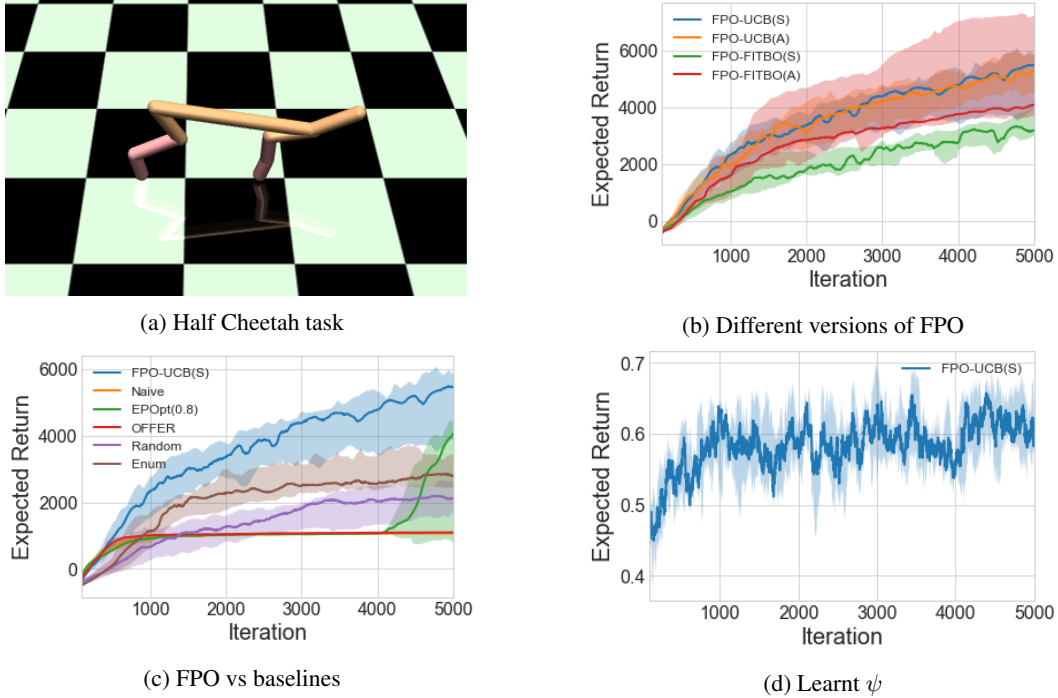 (a) Half Cheetah task
FPO-UCB(S)
FPO-UCB(A)
FPO-FITBO(S)
FPO-FITBO(A)
Expected Return
6000
4000
2000
0
1000 2000 3000 4000 5000
Iteration
(b) Different versions of FPO
FPO-UCB(S)
Naive
EPOpt(0.8)
OFFER
Random
Enum
Expected Return
6000
4000
2000
0
1000 2000 3000 4000 5000
Iteration
(c) FPO vs baselines
FPO-UCB(S)
Expected Return
0.7
0.6
0.5
0.4
1000 2000 3000 4000 5000
Iteration
(d) Learnt ψ